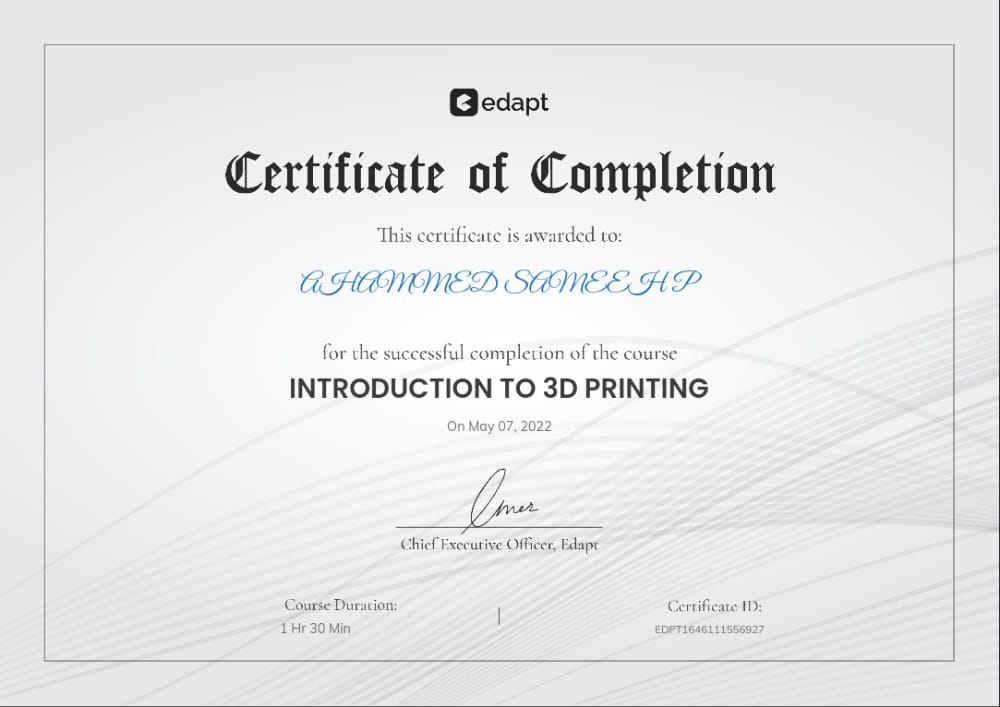 edapt
Certificate of Completion
This certificate is awarded to:
AHAMMED SAMEEH P
for the successful completion of the course
INTRODUCTION TO 3D PRINTING
On May 07, 2022
Omer
Chief Executive Officer, Edapt
Course Duration:
1 Hr 30 Min
Certificate ID:
EDPT1646111556927